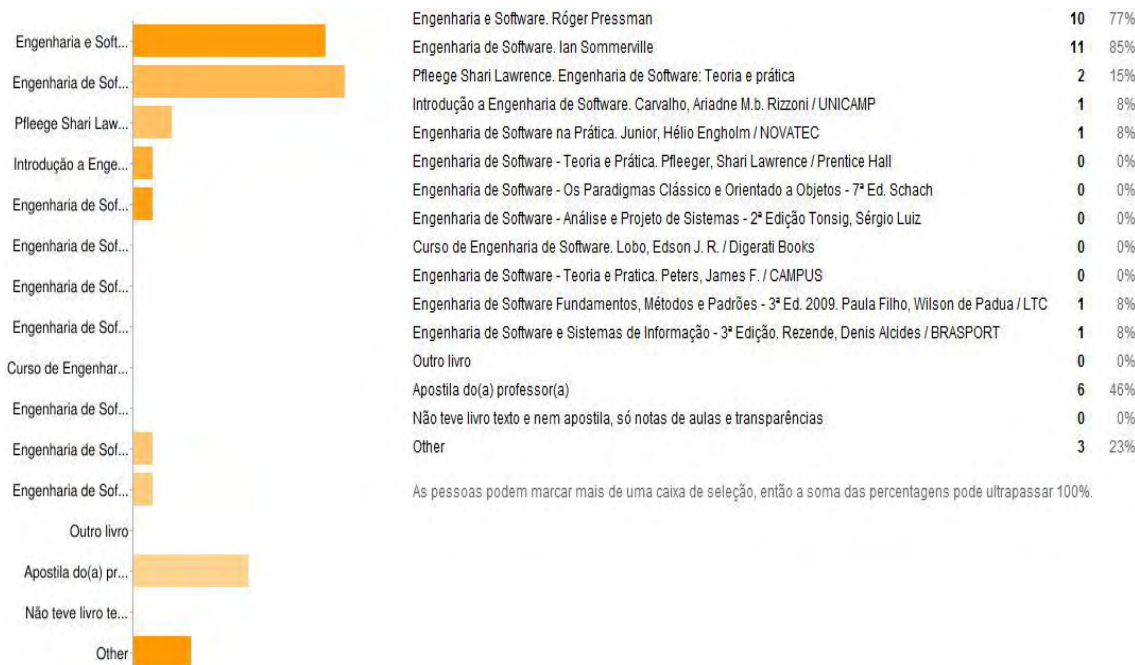 Engenharia e Soft...
Engenharia de Sof...
Pfleege Shari Law...
Introdução a Enge...
Engenharia de Sof...
Engenharia de Sof...
Engenharia de Sof...
Engenharia de Sof...
Curso de Engenhar...
Engenharia de Sof...
Engenharia de Sof...
Engenharia de Sof...
Outro livro
Apostila do(a) pr...
Não teve livro te...
Other
Engenharia e Software. Róger Pressman 10 77%
Engenharia de Software. Ian Sommerville 11 85%
Pfleege Shari Lawrence. Engenharia de Software: Teoria e prática 2 15%
Introdução a Engenharia de Software. Carvalho, Ariadne M.b. Rizzoni / UNICAMP 1 8%
Engenharia de Software na Prática. Junior, Hélio Engholm / NOVATEC 1 8%
Engenharia de Software - Teoria e Prática. Pfleeger, Shari Lawrence / Prentice Hall 0 0%
Engenharia de Software - Os Paradigmas Clássico e Orientado a Objetos - 7ª Ed. Schach 0 0%
Engenharia de Software - Análise e Projeto de Sistemas - 2ª Edição Tonsig, Sérgio Luiz 0 0%
Curso de Engenharia de Software. Lobo, Edson J. R. / Digerati Books 0 0%
Engenharia de Software - Teoria e Pratica. Peters, James F. / CAMPUS 0 0%
Engenharia de Software Fundamentos, Métodos e Padrões - 3ª Ed. 2009. Paula Filho, Wilson de Padua / LTC 1 8%
Engenharia de Software e Sistemas de Informação - 3ª Edição. Rezende, Denis Alcides / BRASPORT 1 8%
Outro livro 0 0%
Apostila do(a) professor(a) 6 46%
Não teve livro texto e nem apostila, só notas de aulas e transparências 0 0%
Other 3 23%
As pessoas podem marcar mais de uma caixa de seleção, então a soma das percentagens pode ultrapassar 100%.